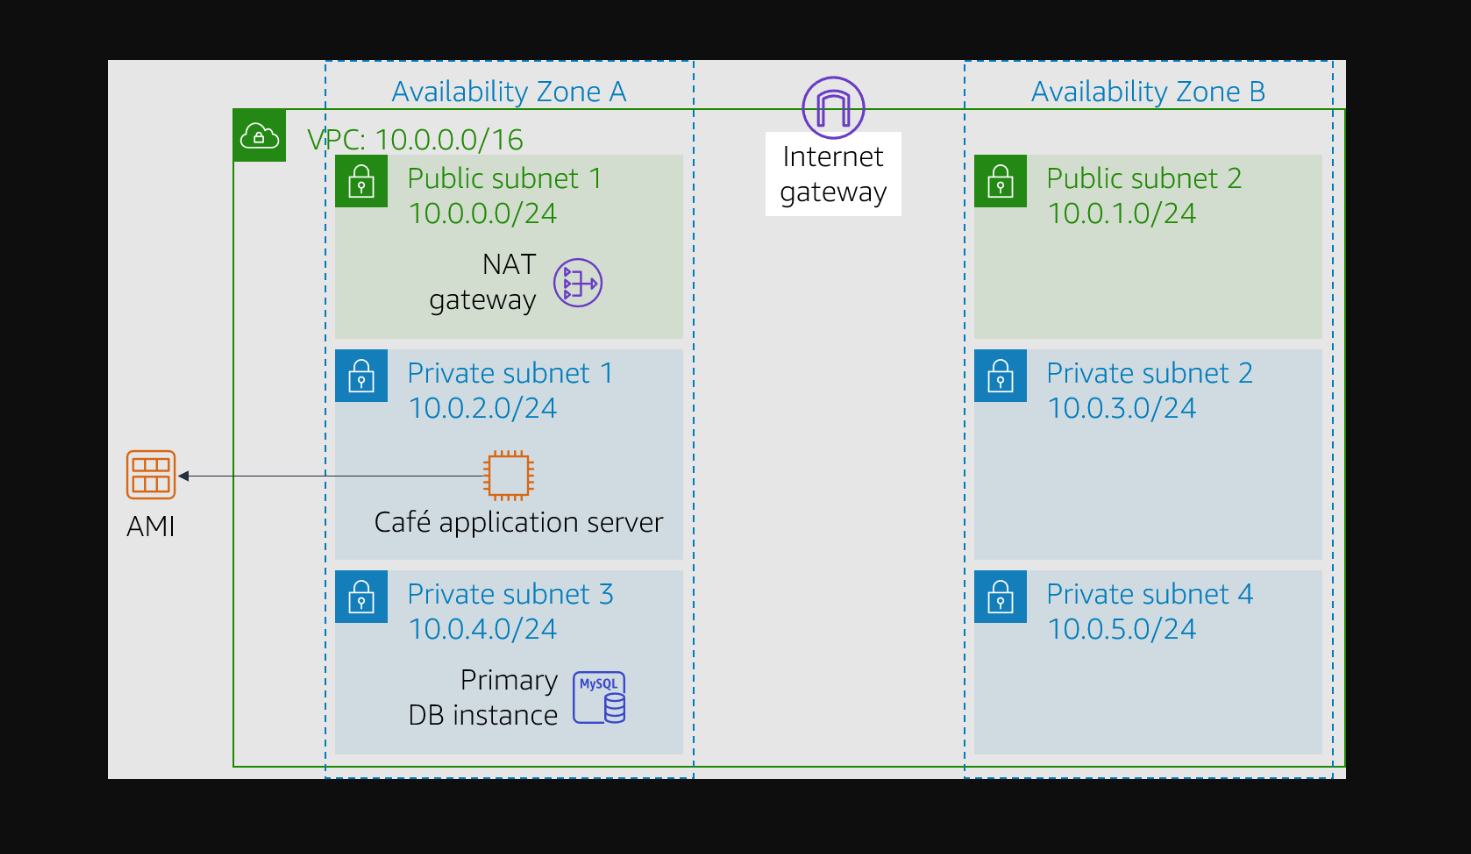 Availability Zone A
Availability Zone B
VPC: 10.0.0.0/16
Internet
gateway
Public subnet 1
10.0.0.0/24
NAT
gateway
Public subnet 2
10.0.1.0/24
Private subnet 1
10.0.2.0/24
Café application server
AMI
Private subnet 2
10.0.3.0/24
Private subnet 3
10.0.4.0/24
Primary
DB instance
MySQL
Private subnet 4
10.0.5.0/24